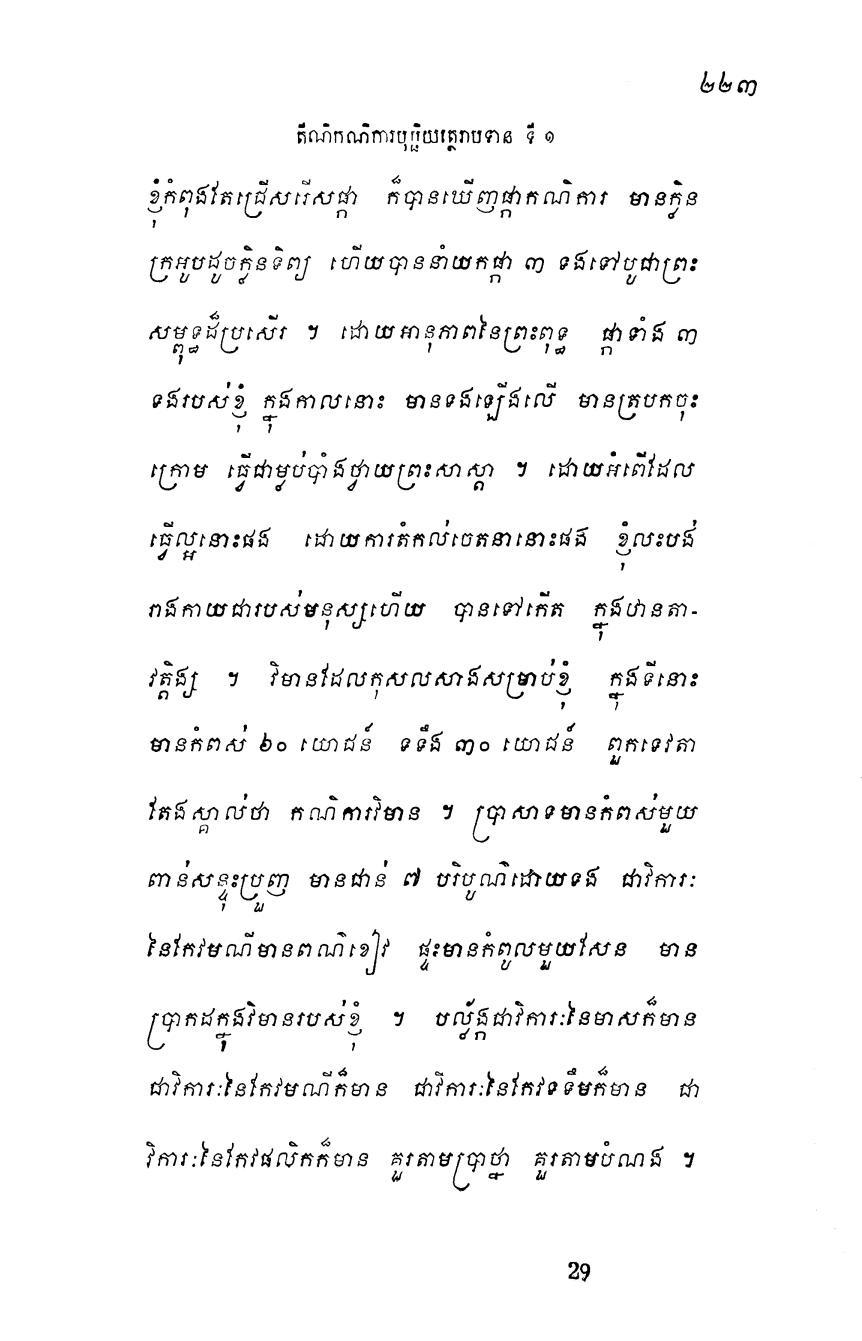 ២២៣
តីណិកណិការបុប្ផិយត្ថេរាបទាន ទី ១
ខ្ញុំកំពុងតែជ្រើសរើសផ្កា ក៏បានឃើញផ្កាកណិការ មានក្លិន
ក្រអូបដូចក្លិនទិព្យ ហើយបាននាំយកផ្កា ៣ ទងទៅបូជាព្រះ
សម្ពុទ្ធដ៏ប្រសើរ ។ ដោយអានុភាពនៃព្រះពុទ្ធ ផ្កាទាំង ៣
ទងរបស់ខ្ញុំ ក្នុងកាលនោះ មានទងឡើងលើ មានត្របកចុះ
ក្រោម ធ្វើជាម្លប់បាំងថ្វាយព្រះសាស្តា ។ ដោយអំពើដែល
ធ្វើល្អនោះផង ដោយការតំកល់ចេតនានោះផង ខ្ញុំលះបង់
រាងកាយជារបស់មនុស្សហើយ បានទៅកើត ក្នុងឋានតា-
វត្តិង្ស ។ វិមានដែលកុសលសាងសម្រាប់ខ្ញុំ ក្នុងទីនោះ
មានកំពស់ ៦០ យោជន៍ ទទឹង ៣០ យោជន៍ ពួកទេវតា
តែងស្គាល់ថា កណិការវិមាន ។ ប្រាសាទមានកំពស់មួយ
ពាន់សន្ទុះព្រួញ មានជាន់ ៧ បរិបូណ៌ដោយទង ជាវិការៈ
នៃកែវមណីមានពណ៌ខៀវ ផ្ទះមានកំពូលមួយសែន មាន
ប្រាកដក្នុងវិមានរបស់ខ្ញុំ ។ បល្ល័ង្កជាវិការៈនៃមាសក៏មាន
ជាវិការៈនៃកែវមណីក៏មាន ជាវិការៈនៃកែវទទឹមក៏មាន ជា
វិការៈនៃកែវផលិកក៏មាន គួរតាមប្រាថ្នា គួរតាមបំណង ។
29